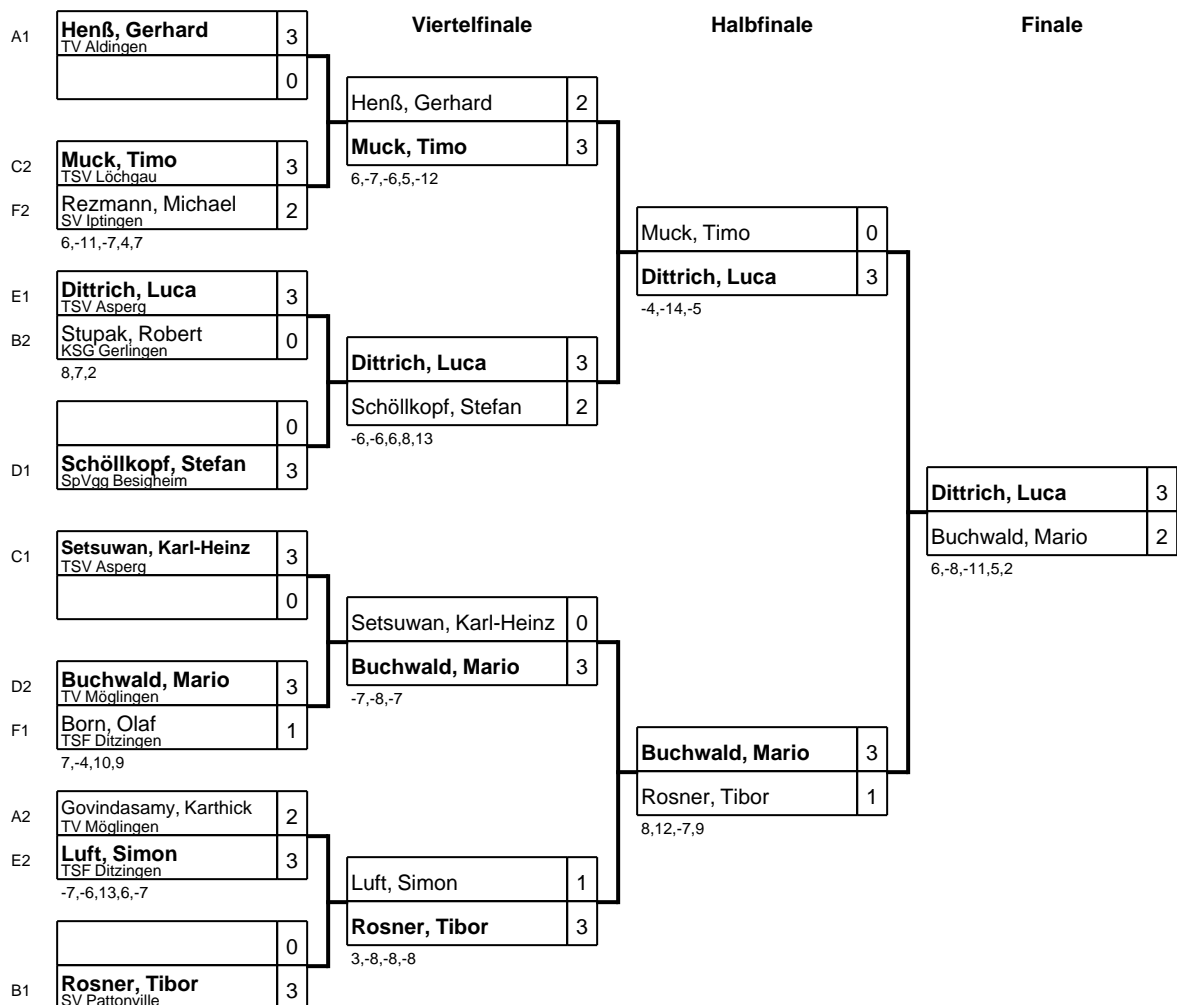 Viertelfinale
Halbfinale
Finale
A1
Henß, Gerhard 3
TV Aldingen
0
C2
Muck, Timo 3
TSV Löchgau
F2
Rezmann, Michael 2
SV Iptingen
6,-11,-7,4,7
E1
Dittrich, Luca 3
TSV Asperg
B2
Stupak, Robert 0
KSG Gerlingen
8,7,2
0
D1
Schöllkopf, Stefan 3
SpVgg Besigheim
C1
Setsuwan, Karl-Heinz 3
TSV Asperg
0
D2
Buchwald, Mario 3
TV Möglingen
F1
Born, Olaf 1
TSF Ditzingen
7,-4,10,9
A2
Govindasamy, Karthick 2
TV Möglingen
E2
Luft, Simon 3
TSF Ditzingen
-7,-6,13,6,-7
0
B1
Rosner, Tibor 3
SV Pattonville
Henß, Gerhard 2
Muck, Timo 3
6,-7,-6,5,-12
Dittrich, Luca 3
Schöllkopf, Stefan 2
-6,-6,6,8,13
Setsuwan, Karl-Heinz 0
Buchwald, Mario 3
-7,-8,-7
Luft, Simon 1
Rosner, Tibor 3
3,-8,-8,-8
Muck, Timo 0
Dittrich, Luca 3
-4,-14,-5
Buchwald, Mario 3
Rosner, Tibor 1
8,12,-7,9
Dittrich, Luca 3
Buchwald, Mario 2
6,-8,-11,5,2